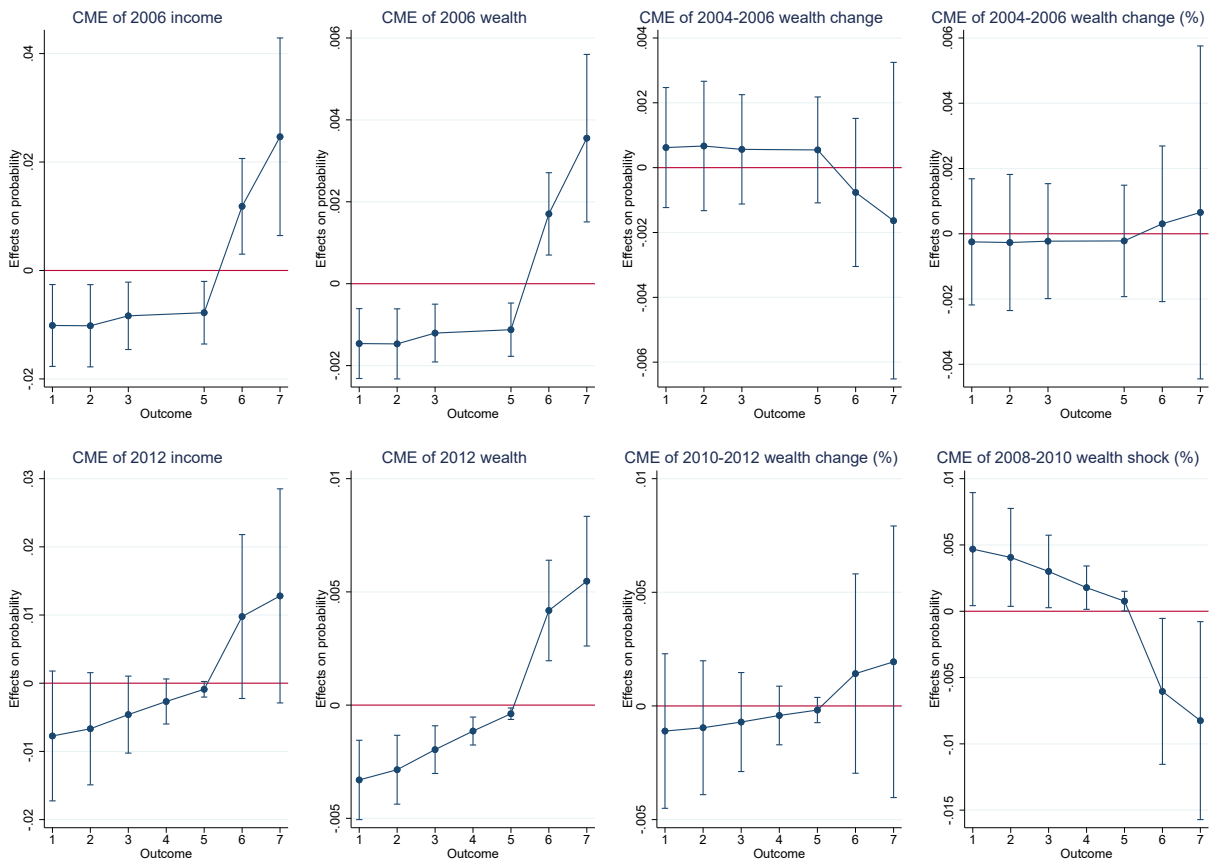 CME of 2006 income
Effects on probability
.04
.02
0
-.02
1 2 3 5 6 7
Outcome
CME of 2006 wealth
Effects on probability
.006
.004
.002
0
-.002
1 2 3 5 6 7
Outcome
CME of 2004-2006 wealth change
Effects on probability
.004
.002
0
-.002
-.004
-.006
1 2 3 5 6 7
Outcome
CME of 2004-2006 wealth change (%)
Effects on probability
.006
.004
.002
0
-.002
-.004
1 2 3 5 6 7
Outcome
CME of 2012 income
Effects on probability
.03
.02
.01
0
-.01
-.02
1 2 3 4 5 6 7
Outcome
CME of 2012 wealth
Effects on probability
.01
.005
0
-.005
1 2 3 4 5 6 7
Outcome
CME of 2010-2012 wealth change (%)
Effects on probability
.01
.005
0
-.005
1 2 3 4 5 6 7
Outcome
CME of 2008-2010 wealth shock (%)
Effects on probability
.01
.005
0
-.005
-.01
-.015
1 2 3 4 5 6 7
Outcome